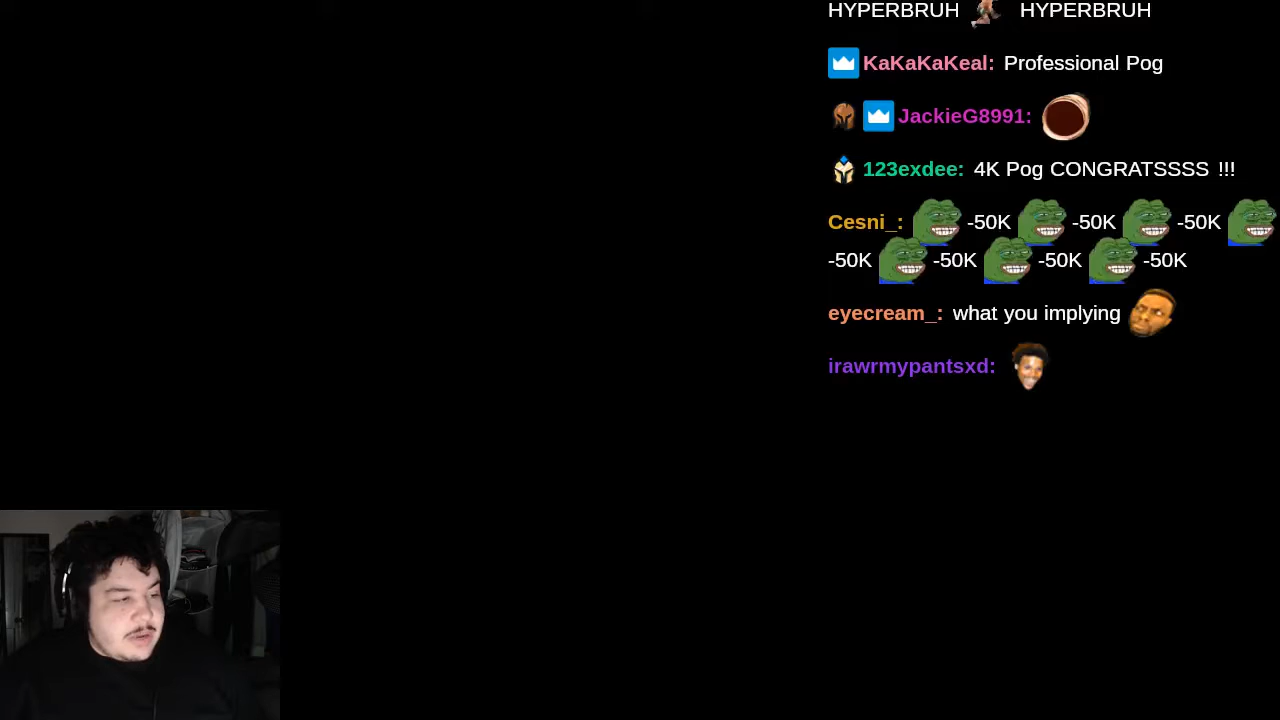 HYPERBRUH HYPERBRUH
KaKaKaKeal: Professional Pog
JackieG8991:
123exdee: 4K Pog CONGRATSSSS !!!
Cesni_: -50K -50K -50K
-50K -50K -50K -50K
eyecream_: what you implying
irawrmypantsxd: